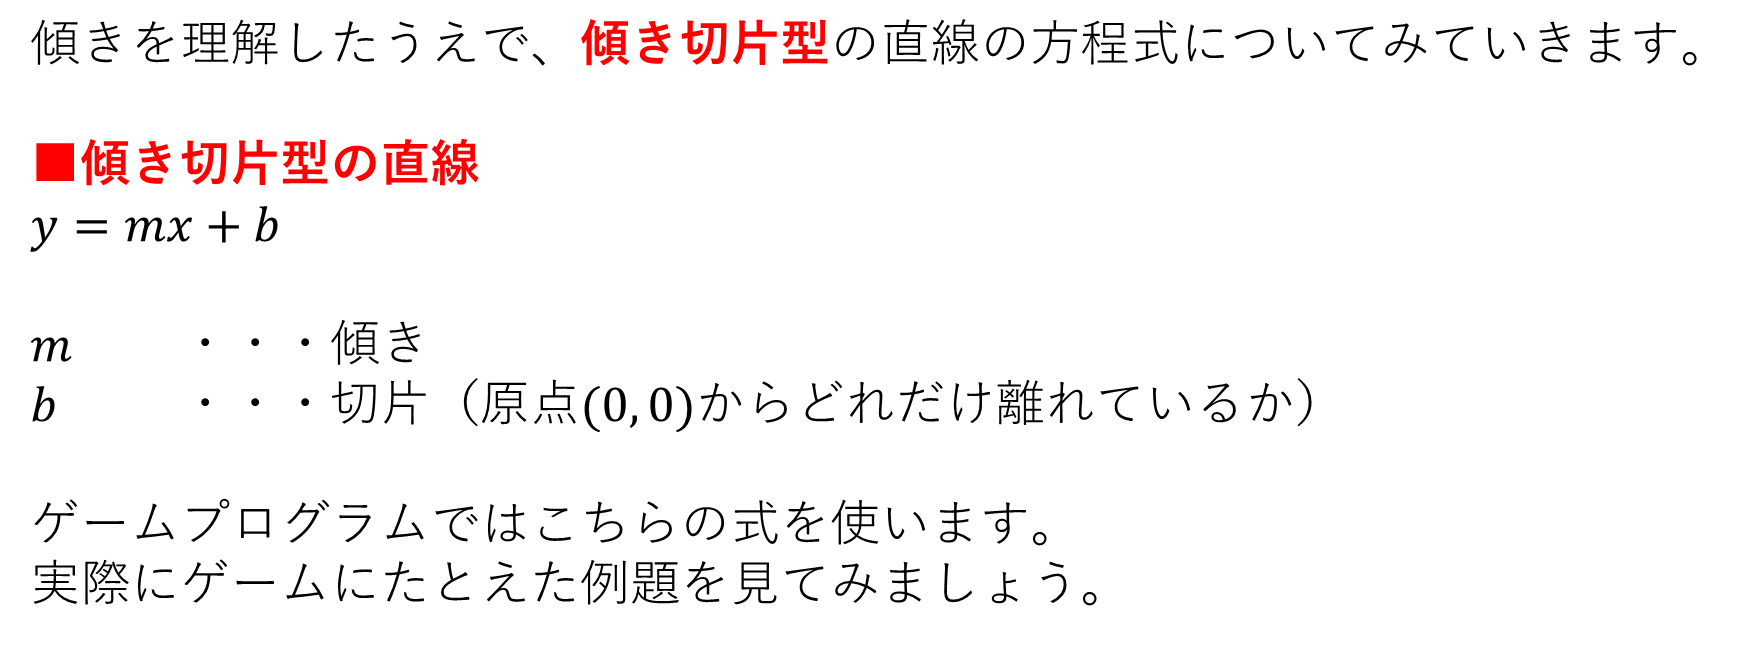 傾きを理解したうえで、傾き切片型の直線の方程式についてみていきます。
■傾き切片型の直線
y = mx + b
m ・・・傾き
b ・・・切片（原点(0,0)からどれだけ離れているか）
ゲームプログラムではこちらの式を使います。
実際にゲームにたとえた例題を見てみましょう。